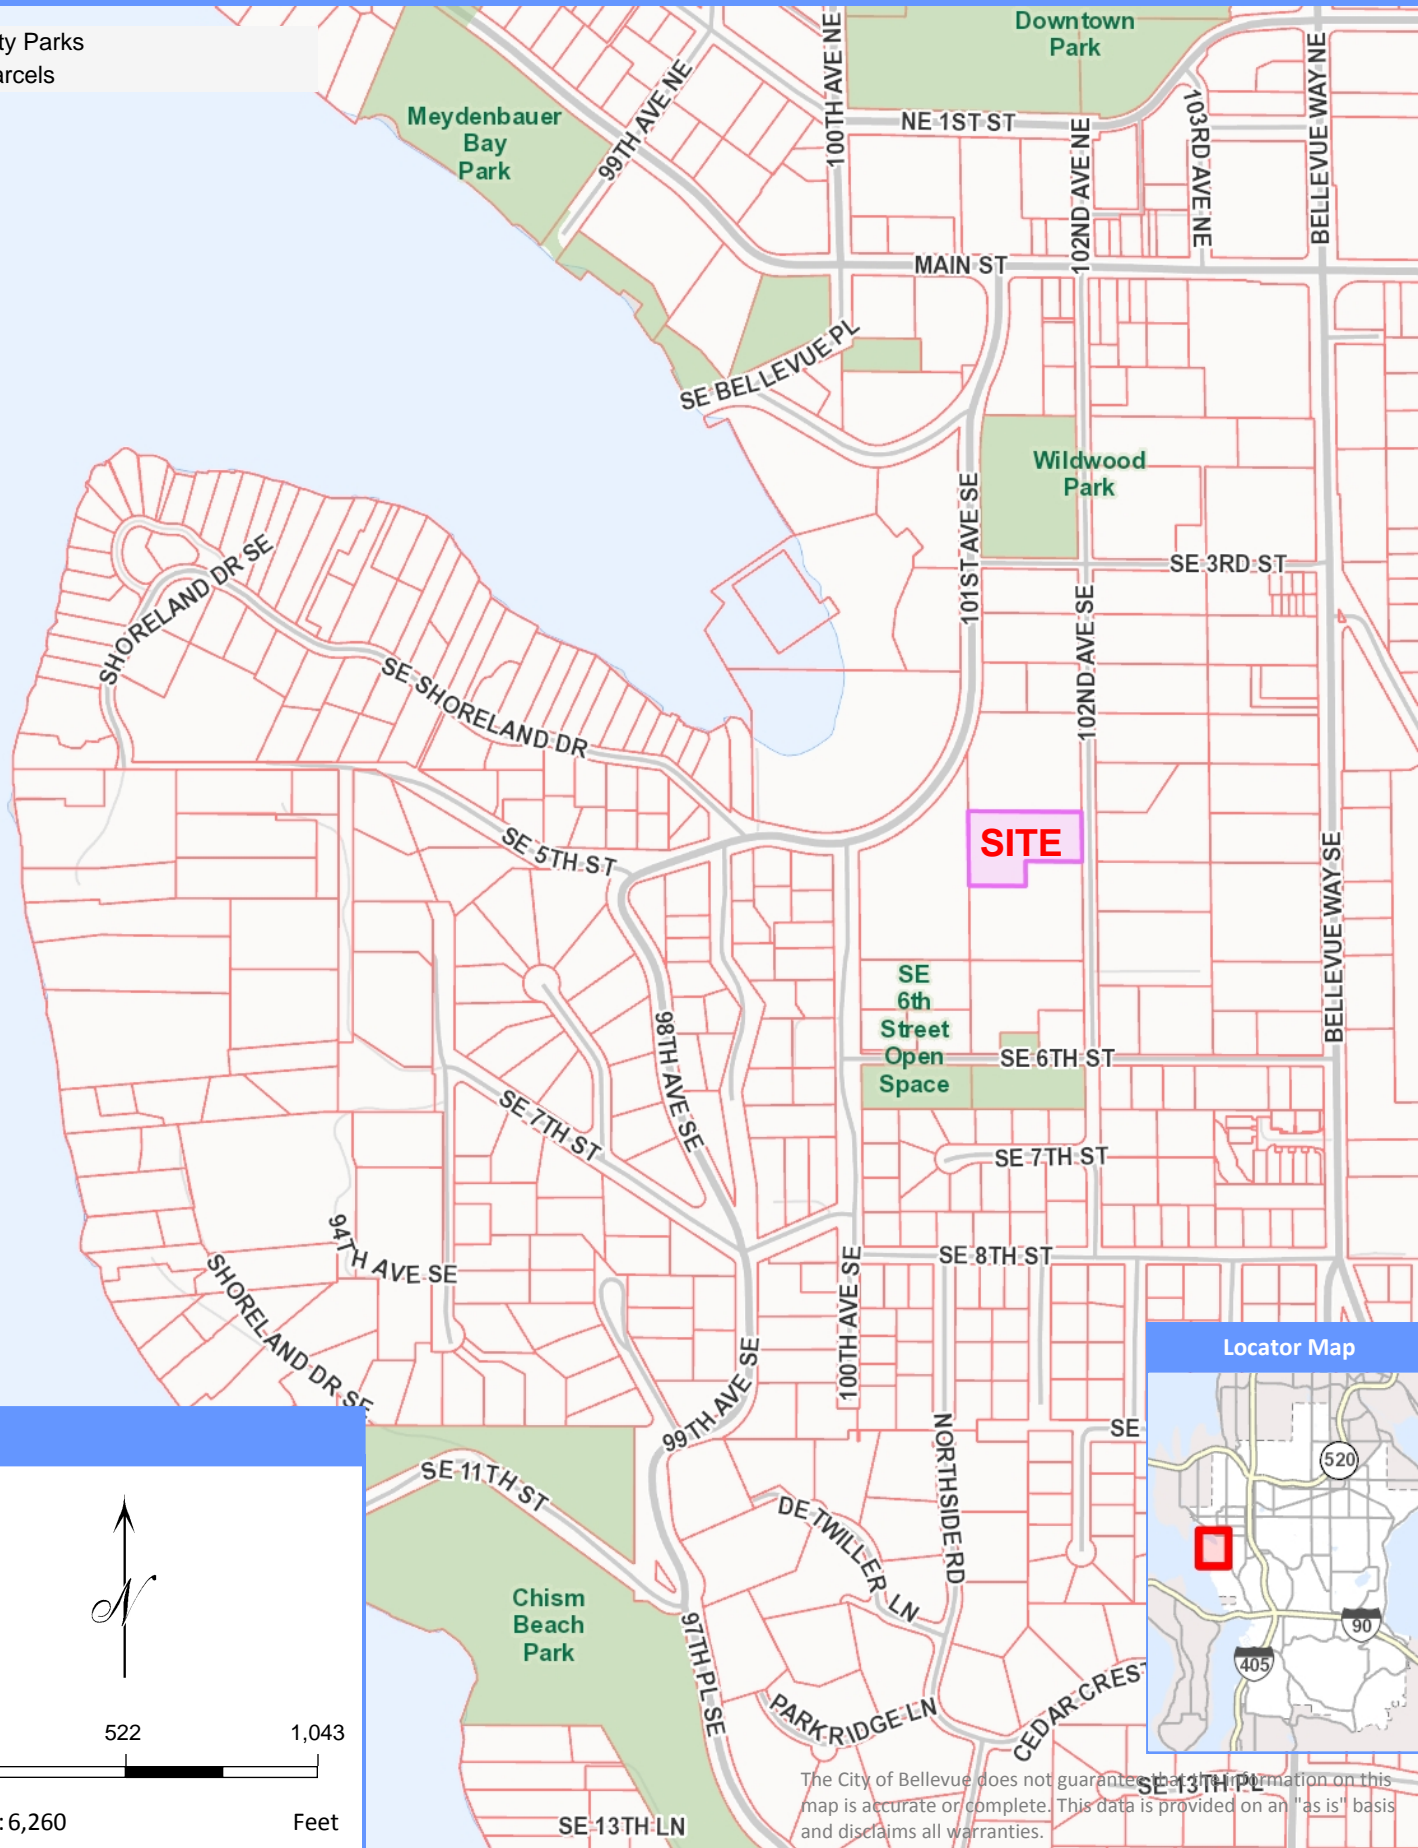 ty Parks
arcels
Downtown
Park
Meydenbauer
Bay
Park
99TH AVE NE
100TH AVE NE
NE 1ST ST
102ND AVE NE
103RD AVE NE
BELLEVUE WAY NE
MAIN ST
SE BELLEVUE PL
Wildwood
Park
101ST AVE SE
SE 3RD ST
102ND AVE SE
SHORELAND DR SE
SE SHORELAND DR
SE 5TH ST
SITE
BELLEVUE WAY SE
SE
6th
Street
Open
Space
SE 6TH ST
98TH AVE SE
SE 7TH ST
SE 7TH ST
94TH AVE SE
SE 8TH ST
SHORELAND DR SE
100TH AVE SE
99TH AVE SE
NORTHSIDE RD
SE
SE 11TH ST
DE TWILLER LN
Chism
Beach
Park
97TH PL SE
PARKRIDGE LN
CEDAR CREST
SE 13TH PL
SE 13TH LN
Locator Map
520
90
405
N
522
1,043
:6,260
Feet
The City of Bellevue does not guarantee that the information on this
map is accurate or complete. This data is provided on an "as is" basis
and disclaims all warranties.